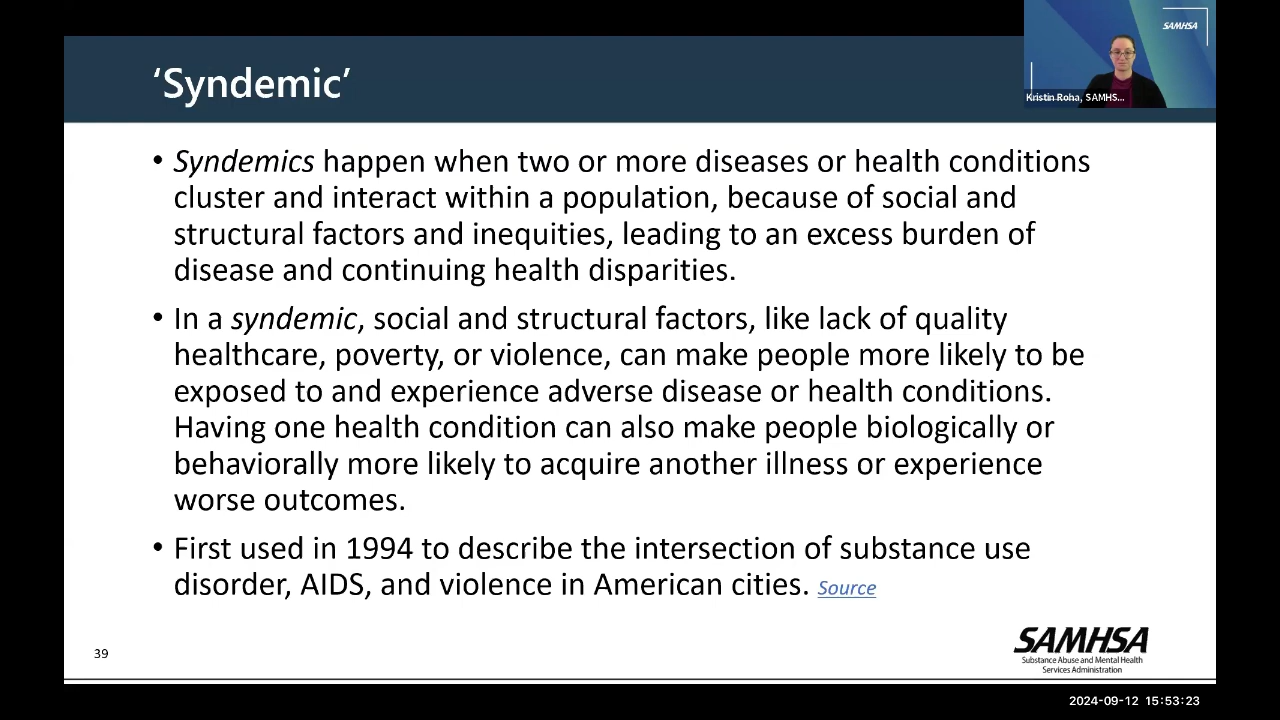 SAMHSA
Kristin Roha, SAMHS...
‘Syndemic’
• Syndemics happen when two or more diseases or health conditions
cluster and interact within a population, because of social and
structural factors and inequities, leading to an excess burden of
disease and continuing health disparities.
• In a syndemic, social and structural factors, like lack of quality
healthcare, poverty, or violence, can make people more likely to be
exposed to and experience adverse disease or health conditions.
Having one health condition can also make people biologically or
behaviorally more likely to acquire another illness or experience
worse outcomes.
• First used in 1994 to describe the intersection of substance use
disorder, AIDS, and violence in American cities. Source
39
SAMHSA
Substance Abuse and Mental Health
Services Administration
2024-09-12 15:53:23